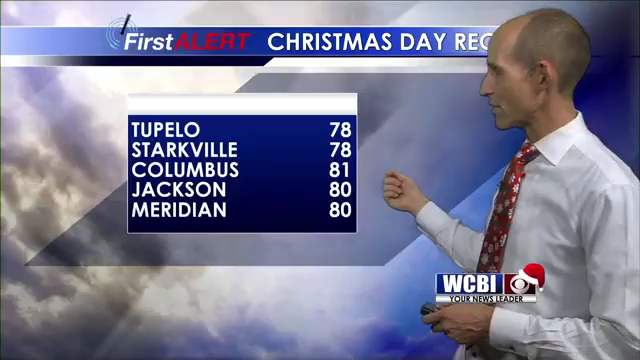 FirstALERT CHRISTMAS DAY REC
TUPELO 78
STARKVILLE 78
COLUMBUS 81
JACKSON 80
MERIDIAN 80
WCBI
YOUR NEWS LEADER